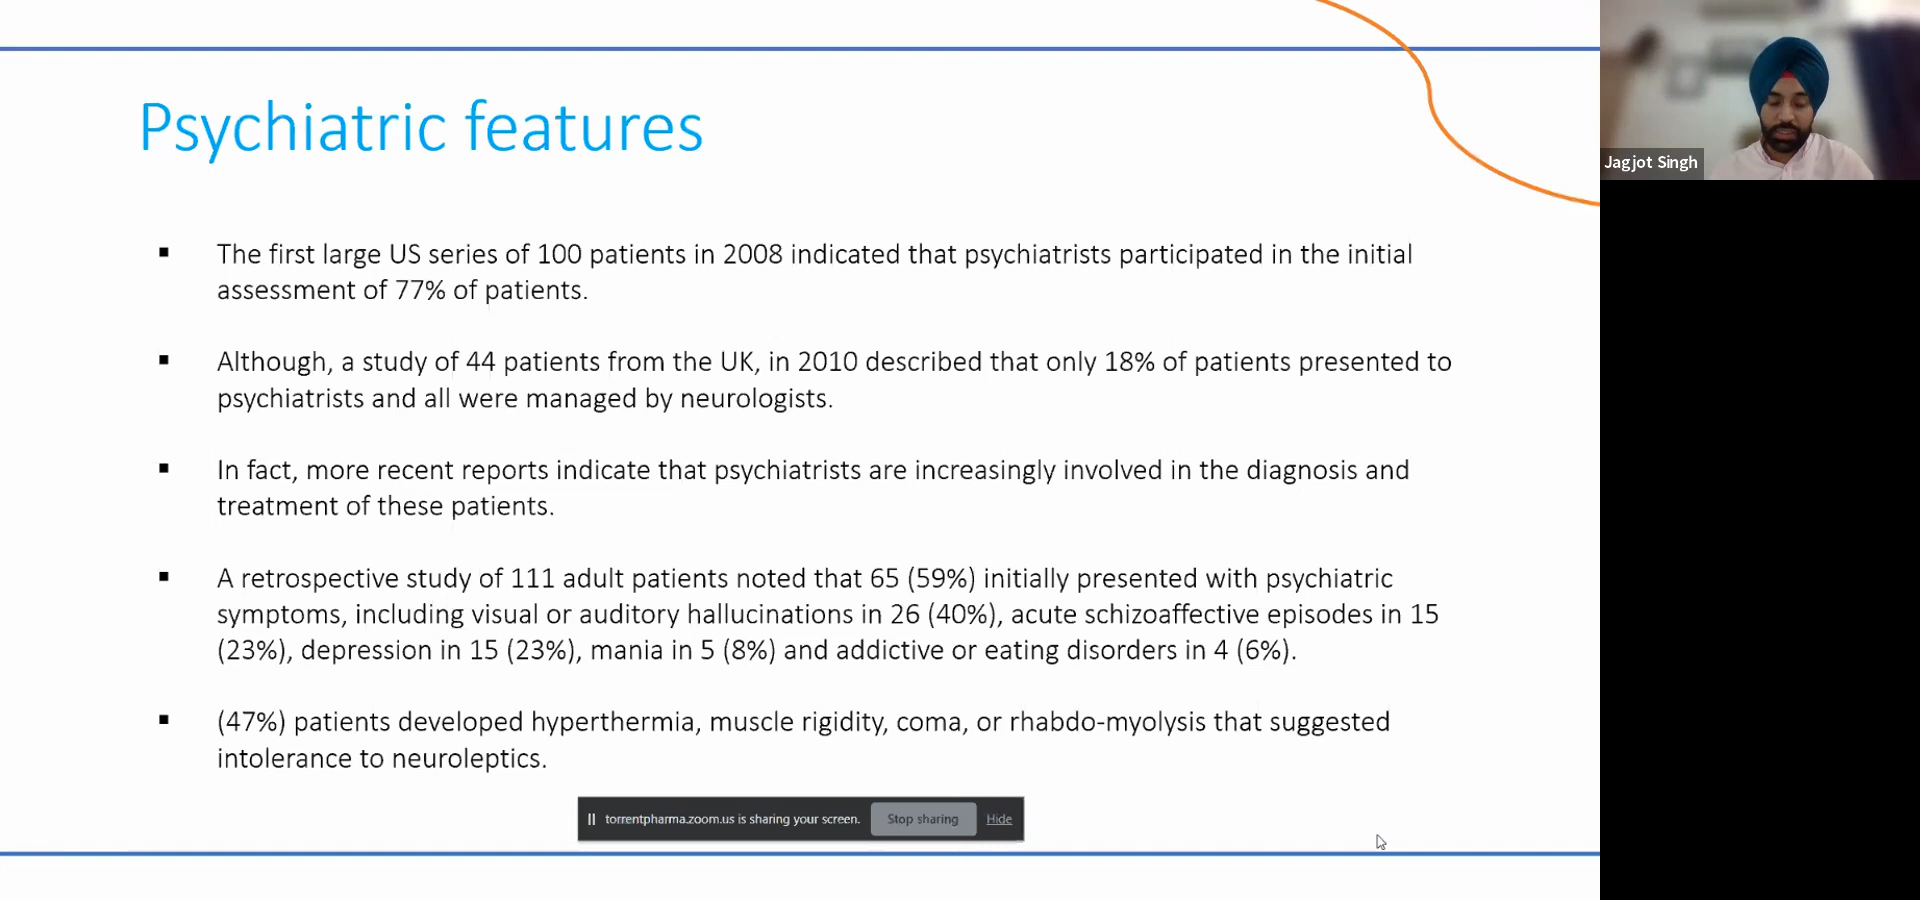 Psychiatric features
▪ The first large US series of 100 patients in 2008 indicated that psychiatrists participated in the initial
assessment of 77% of patients.
▪ Although, a study of 44 patients from the UK, in 2010 described that only 18% of patients presented to
psychiatrists and all were managed by neurologists.
▪ In fact, more recent reports indicate that psychiatrists are increasingly involved in the diagnosis and
treatment of these patients.
▪ A retrospective study of 111 adult patients noted that 65 (59%) initially presented with psychiatric
symptoms, including visual or auditory hallucinations in 26 (40%), acute schizoaffective episodes in 15
(23%), depression in 15 (23%), mania in 5 (8%) and addictive or eating disorders in 4 (6%).
▪ (47%) patients developed hyperthermia, muscle rigidity, coma, or rhabdo-myolysis that suggested
intolerance to neuroleptics.
torrentpharma.zoom.us is sharing your screen. Stop sharing Hide
Jagjot Singh